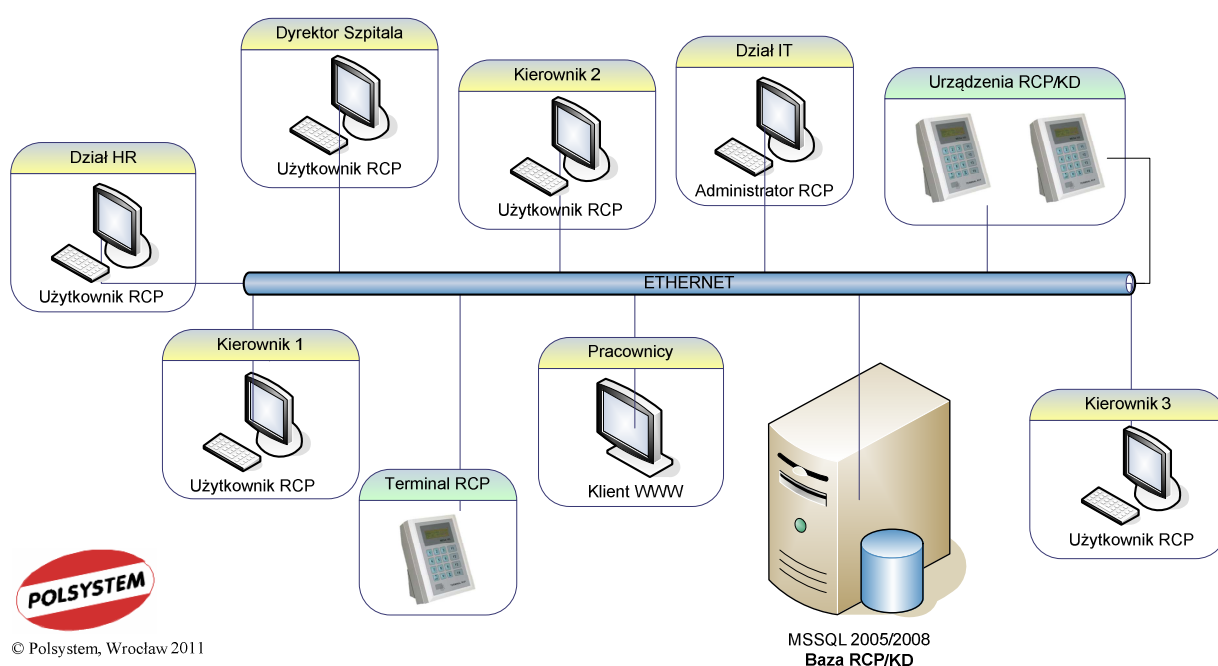 Dyrektor Szpitala
Użytkownik RCP
Kierownik 2
Użytkownik RCP
Dział IT
Administrator RCP
Urządzenia RCP/KD
Dział HR
Użytkownik RCP
ETHERNET
Kierownik 1
Użytkownik RCP
Terminal RCP
Pracownicy
Klient WWW
Kierownik 3
Użytkownik RCP
MSSQL 2005/2008
Baza RCP/KD
POLSYSTEM
© Polsystem, Wrocław 2011